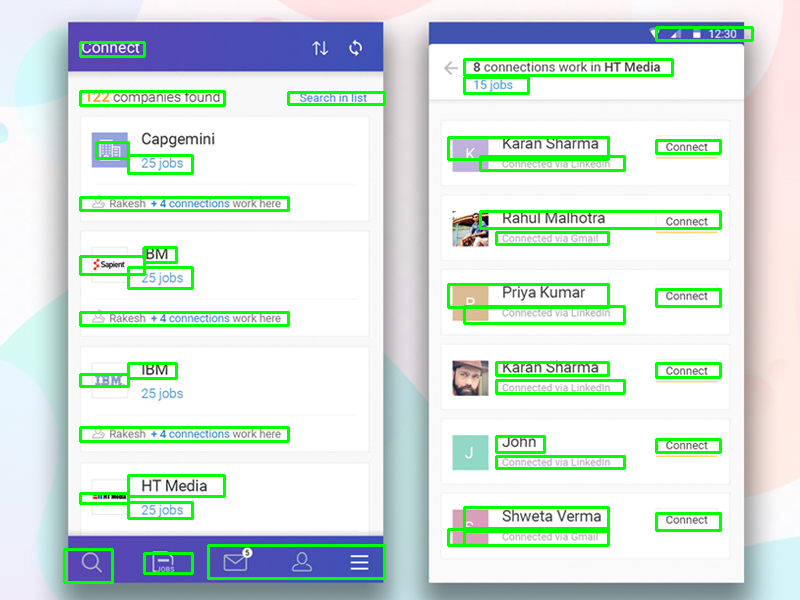 Connect
122 companies found
Search in list
Capgemini
25 jobs
Rakesh + 4 connections work here
Sapient
IBM
25 jobs
Rakesh + 4 connections work here
IBM
IBM
25 jobs
Rakesh + 4 connections work here
HT Media
HT Media
25 jobs
JOBS
5
12:30
8 connections work in HT Media
15 jobs
K
Karan Sharma
Connected via LinkedIn
Connect
Rahul Malhotra
Connected via Gmail
Connect
P
Priya Kumar
Connected via LinkedIn
Connect
Karan Sharma
Connected via LinkedIn
Connect
J
John
Connected via LinkedIn
Connect
S
Shweta Verma
Connected via Gmail
Connect